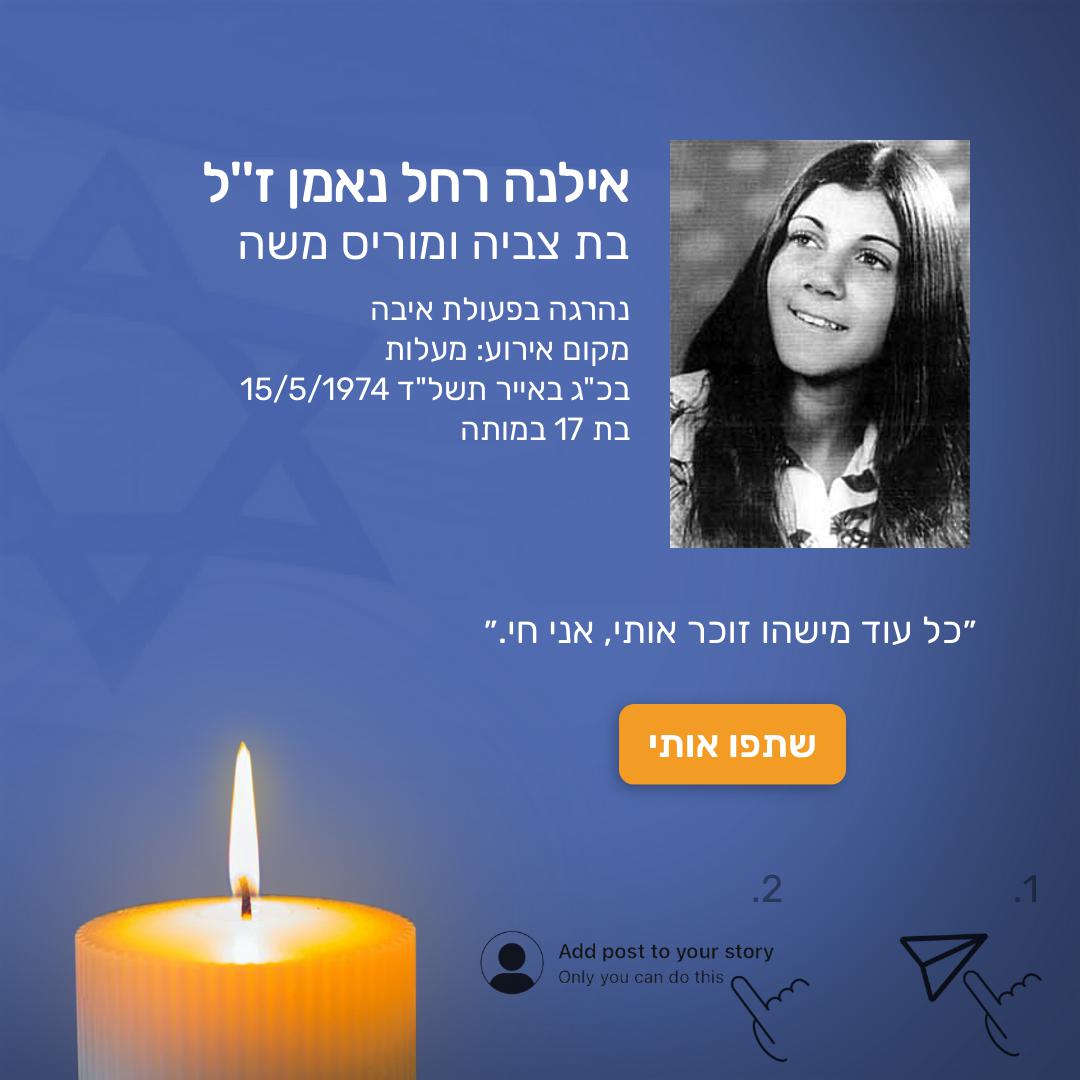 אילנה רחל נאמן ז''ל
בת צביה ומוריס משה
נהרגה בפעולת איבה
מקום אירוע: מעלות
בכ"ג באייר תשל"ד 15/5/1974
בת 17 במותה
״כל עוד מישהו זוכר אותי, אני חי.״
שתפו אותי
1.
2.
Add post to your story
Only you can do this